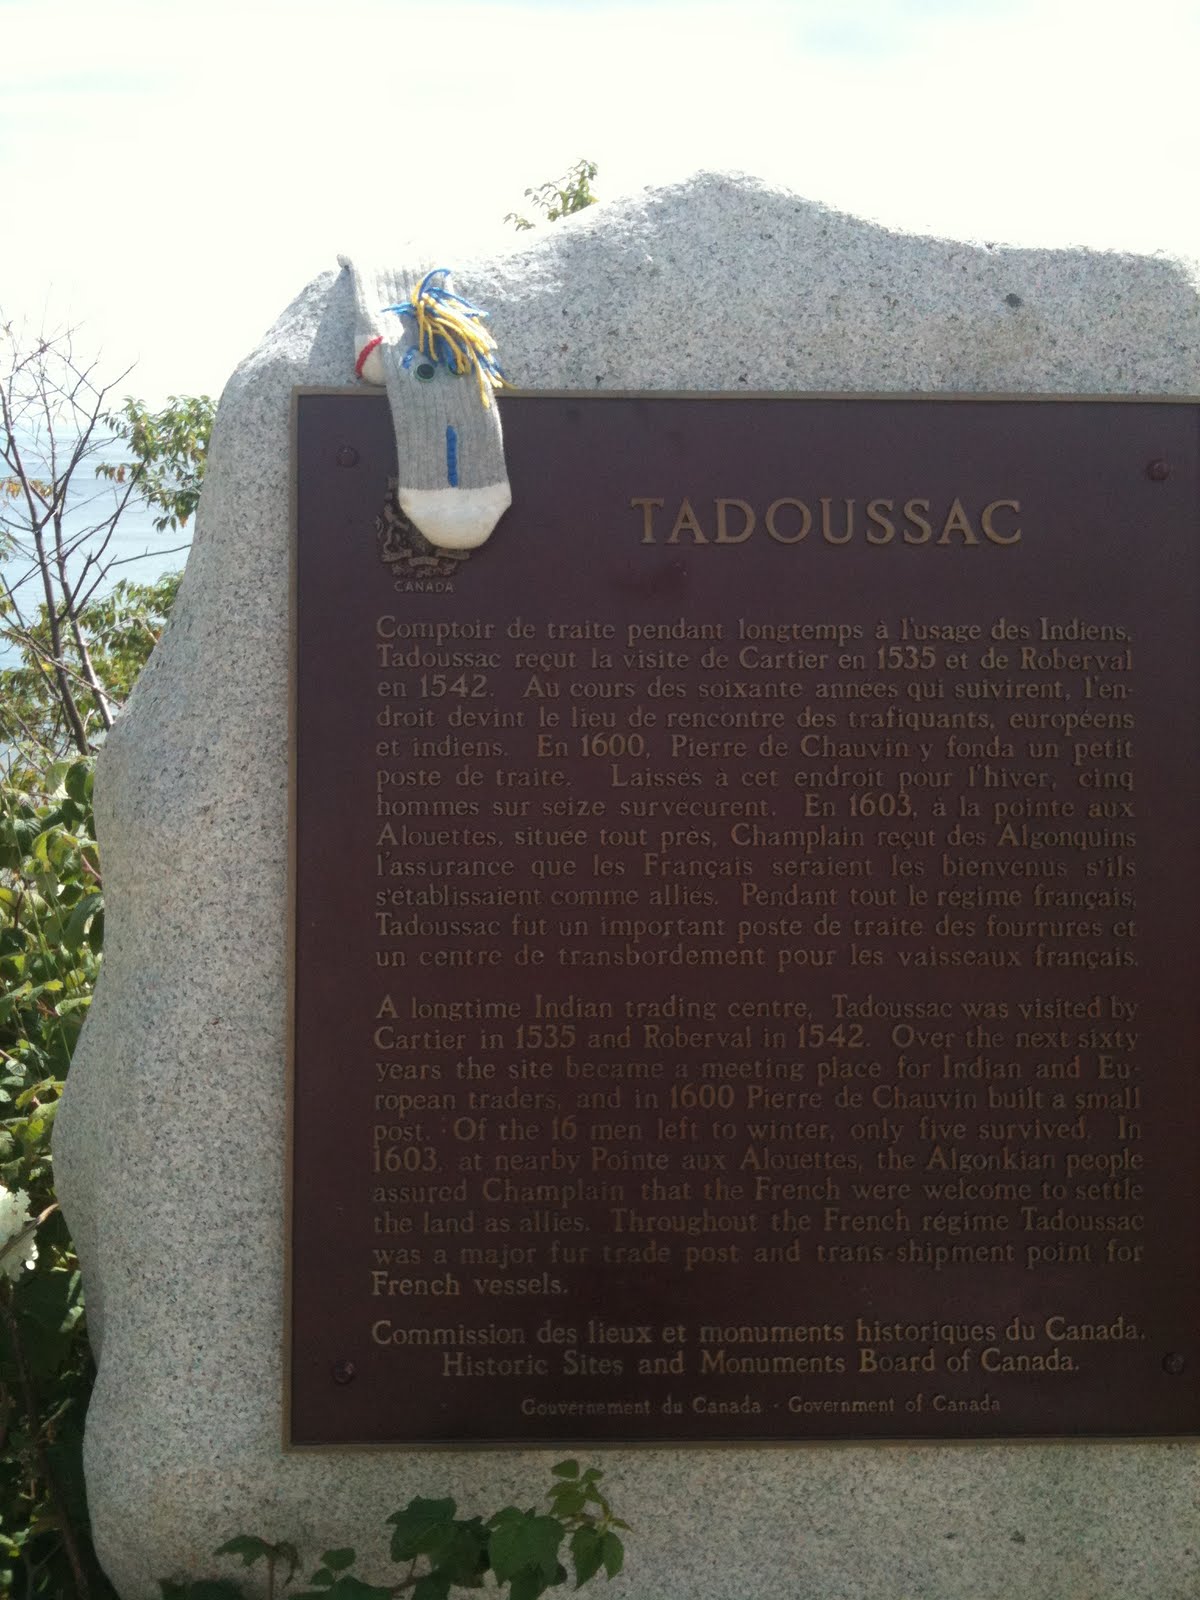 TADOUSSAC
CANADA
Comptoir de traite pendant longtemps à l'usage des Indiens,
Tadoussac reçut la visite de Cartier en 1535 et de Roberval
en 1542. Au cours des soixante années qui suivirent, l'en-
droit devint le lieu de rencontre des trafiquants, européens
et indiens. En 1600, Pierre de Chauvin y fonda un petit
poste de traite. Laissés à cet endroit pour l'hiver, cinq
hommes sur seize survécurent. En 1603, à la pointe aux
Alouettes, située tout près, Champlain reçut des Algonquins
l'assurance que les Français seraient les bienvenus s'ils
s'établissaient comme alliés. Pendant tout le régime français,
Tadoussac fut un important poste de traite des fourrures et
un centre de transbordement pour les vaisseaux français.
A longtime Indian trading centre, Tadoussac was visited by
Cartier in 1535 and Roberval in 1542. Over the next sixty
years the site became a meeting place for Indian and Eu-
ropean traders, and in 1600 Pierre de Chauvin built a small
post. Of the 16 men left to winter, only five survived. In
1603, at nearby Pointe aux Alouettes, the Algonkian people
assured Champlain that the French were welcome to settle
the land as allies. Throughout the French régime Tadoussac
was a major fur trade post and trans-shipment point for
French vessels.
Commission des lieux et monuments historiques du Canada.
Historic Sites and Monuments Board of Canada.
Gouvernement du Canada - Government of Canada